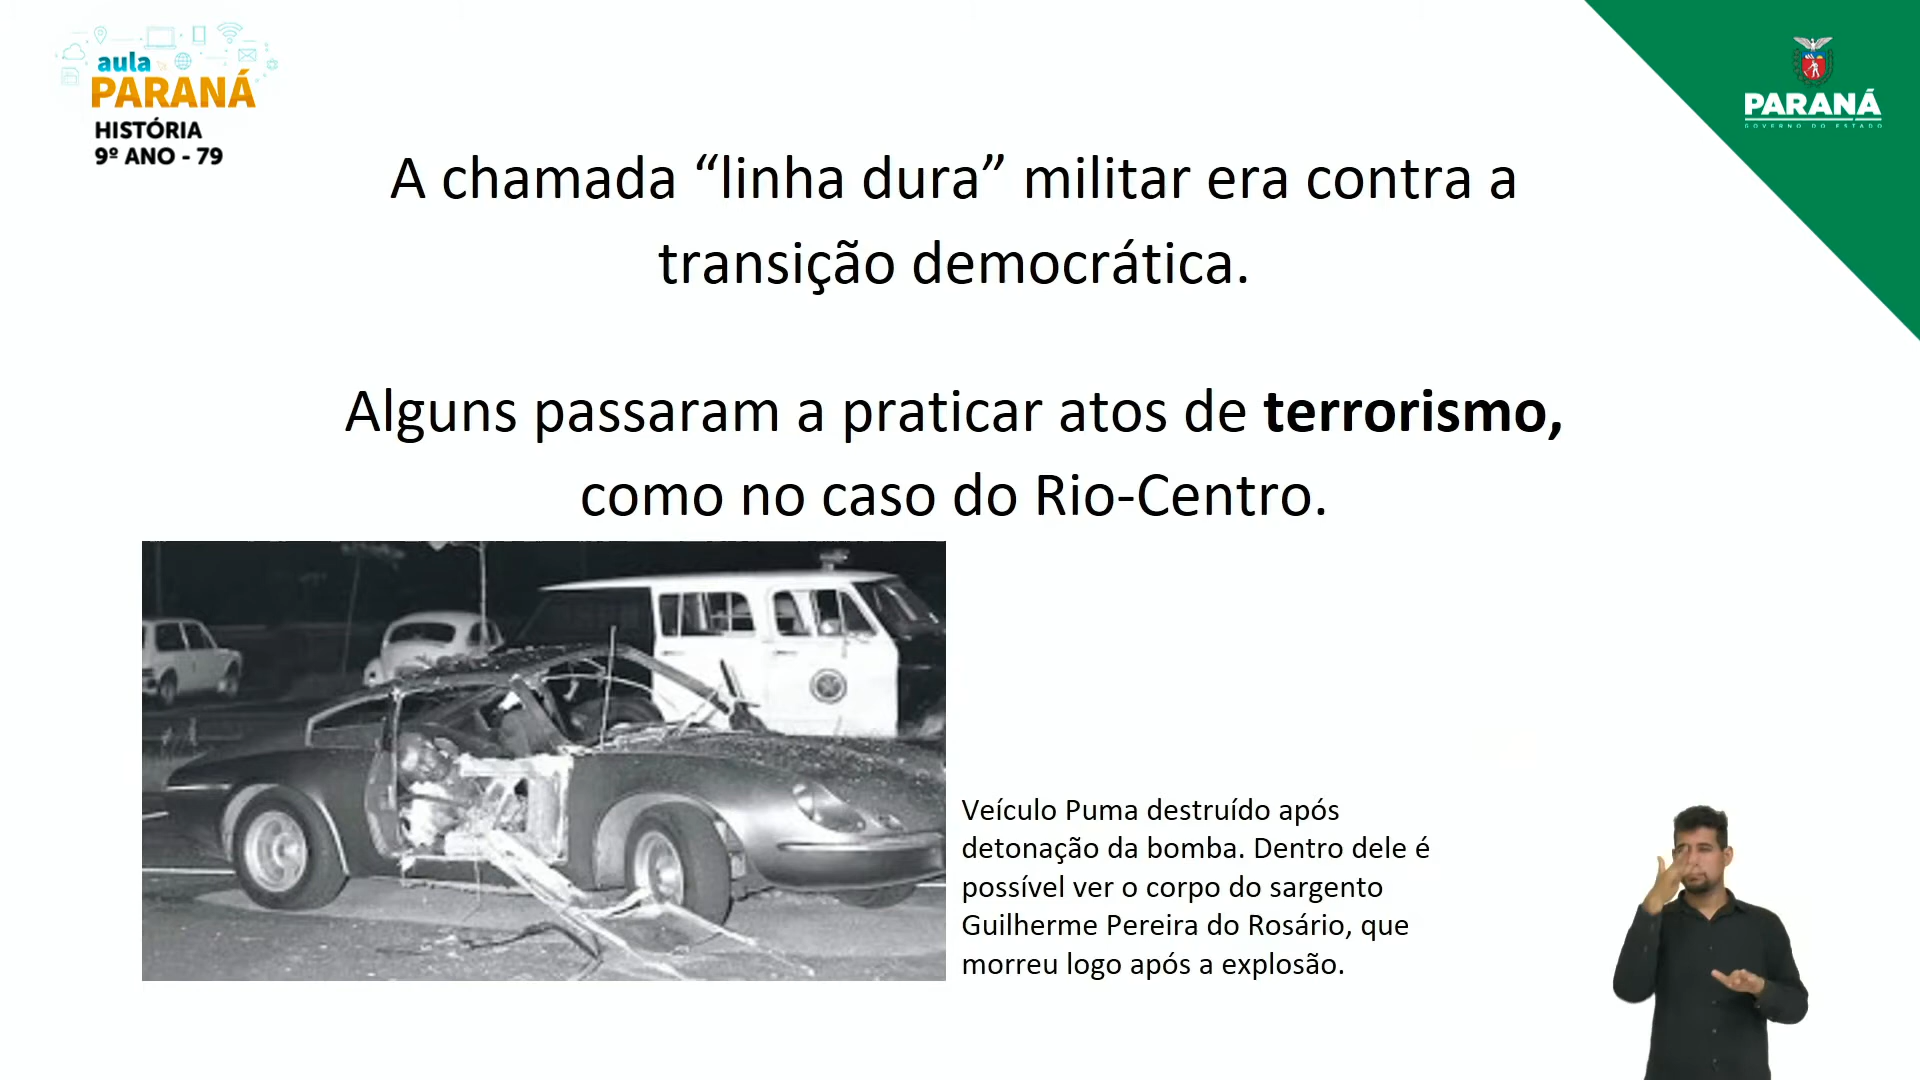 aula
PARANÁ
HISTÓRIA
9º ANO - 79
PARANÁ
GOVERNO DO ESTADO
A chamada “linha dura” militar era contra a
transição democrática.
Alguns passaram a praticar atos de terrorismo,
como no caso do Rio-Centro.
Veículo Puma destruído após
detonação da bomba. Dentro dele é
possível ver o corpo do sargento
Guilherme Pereira do Rosário, que
morreu logo após a explosão.